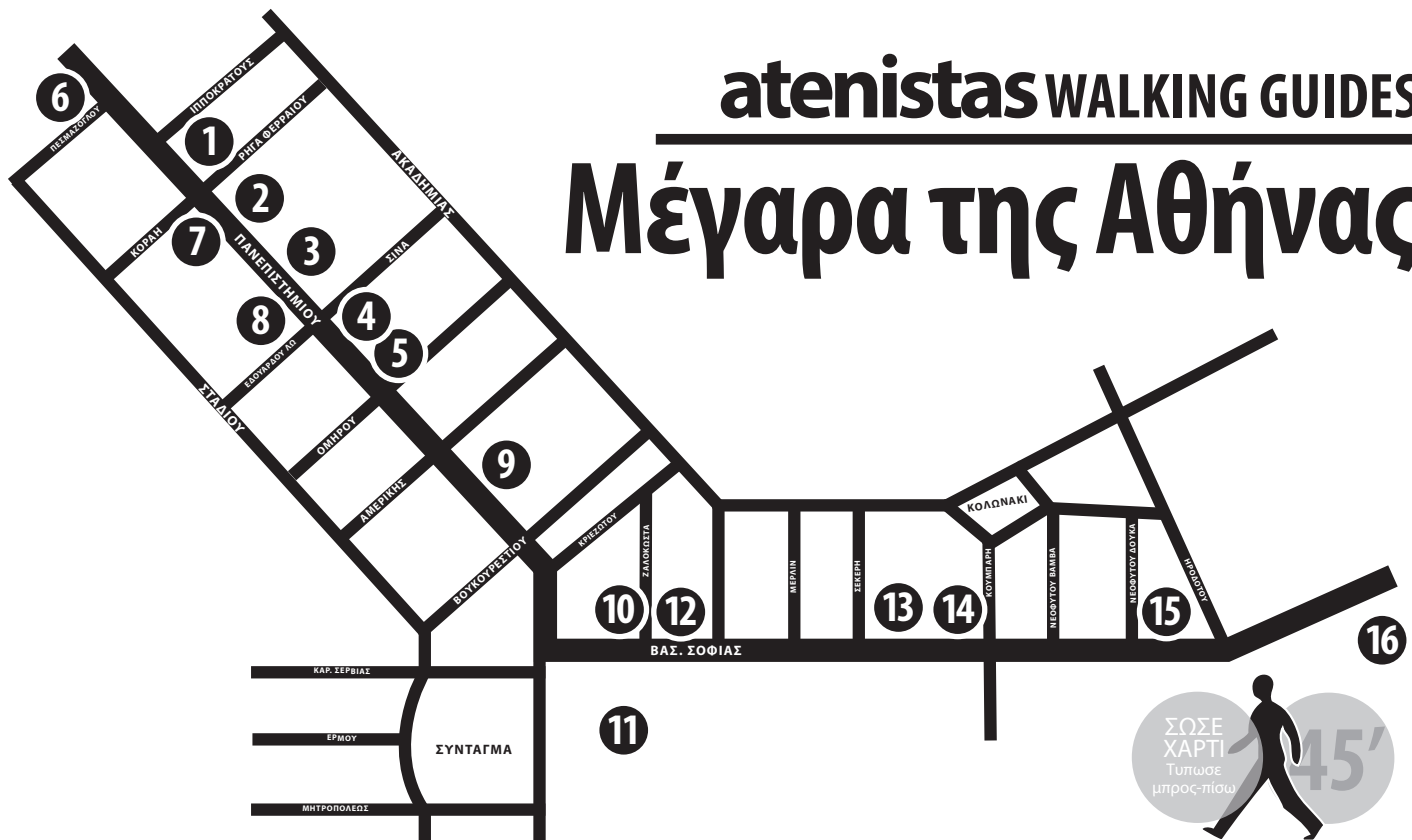 atenistas WALKING GUIDES
Μέγαρα της Αθήνας
ΙΠΠΟΚΡΑΤΟΥΣ
6
ΠΕΣΜΑΖΟΓΛΟΥ
1
ΡΗΓΑ ΦΕΡΡΑΙΟΥ
ΑΚΑΔΗΜΙΑΣ
2
7
ΚΟΡΑΗ
ΠΑΝΕΠΙΣΤΗΜΙΟΥ
3
ΣΙΝΑ
8
4
5
ΕΔΟΥΑΡΔΟΥ ΛΩ
ΣΤΑΔΙΟΥ
ΟΜΗΡΟΥ
9
ΑΜΕΡΙΚΗΣ
ΚΟΛΩΝΑΚΙ
ΒΟΥΚΟΥΡΕΣΤΙΟΥ
ΚΡΙΕΖΩΤΟΥ
ΖΑΛΟΚΩΣΤΑ
ΜΕΡΛΙΝ
ΣΕΚΕΡΗ
ΚΟΥΜΠΑΡΗ
ΝΕΟΦΥΤΟΥ ΒΑΜΒΑ
ΝΕΟΦΥΤΟΥ ΔΟΥΚΑ
ΗΡΟΔΟΤΟΥ
10
12
13
14
15
16
ΒΑΣ. ΣΟΦΙΑΣ
ΚΑΡ. ΣΕΡΒΙΑΣ
11
ΕΡΜΟΥ
ΣΥΝΤΑΓΜΑ
ΜΗΤΡΟΠΟΛΕΩΣ
ΣΩΣΕ
ΧΑΡΤΙ
Τυπωσε
μπρος-πίσω
45'